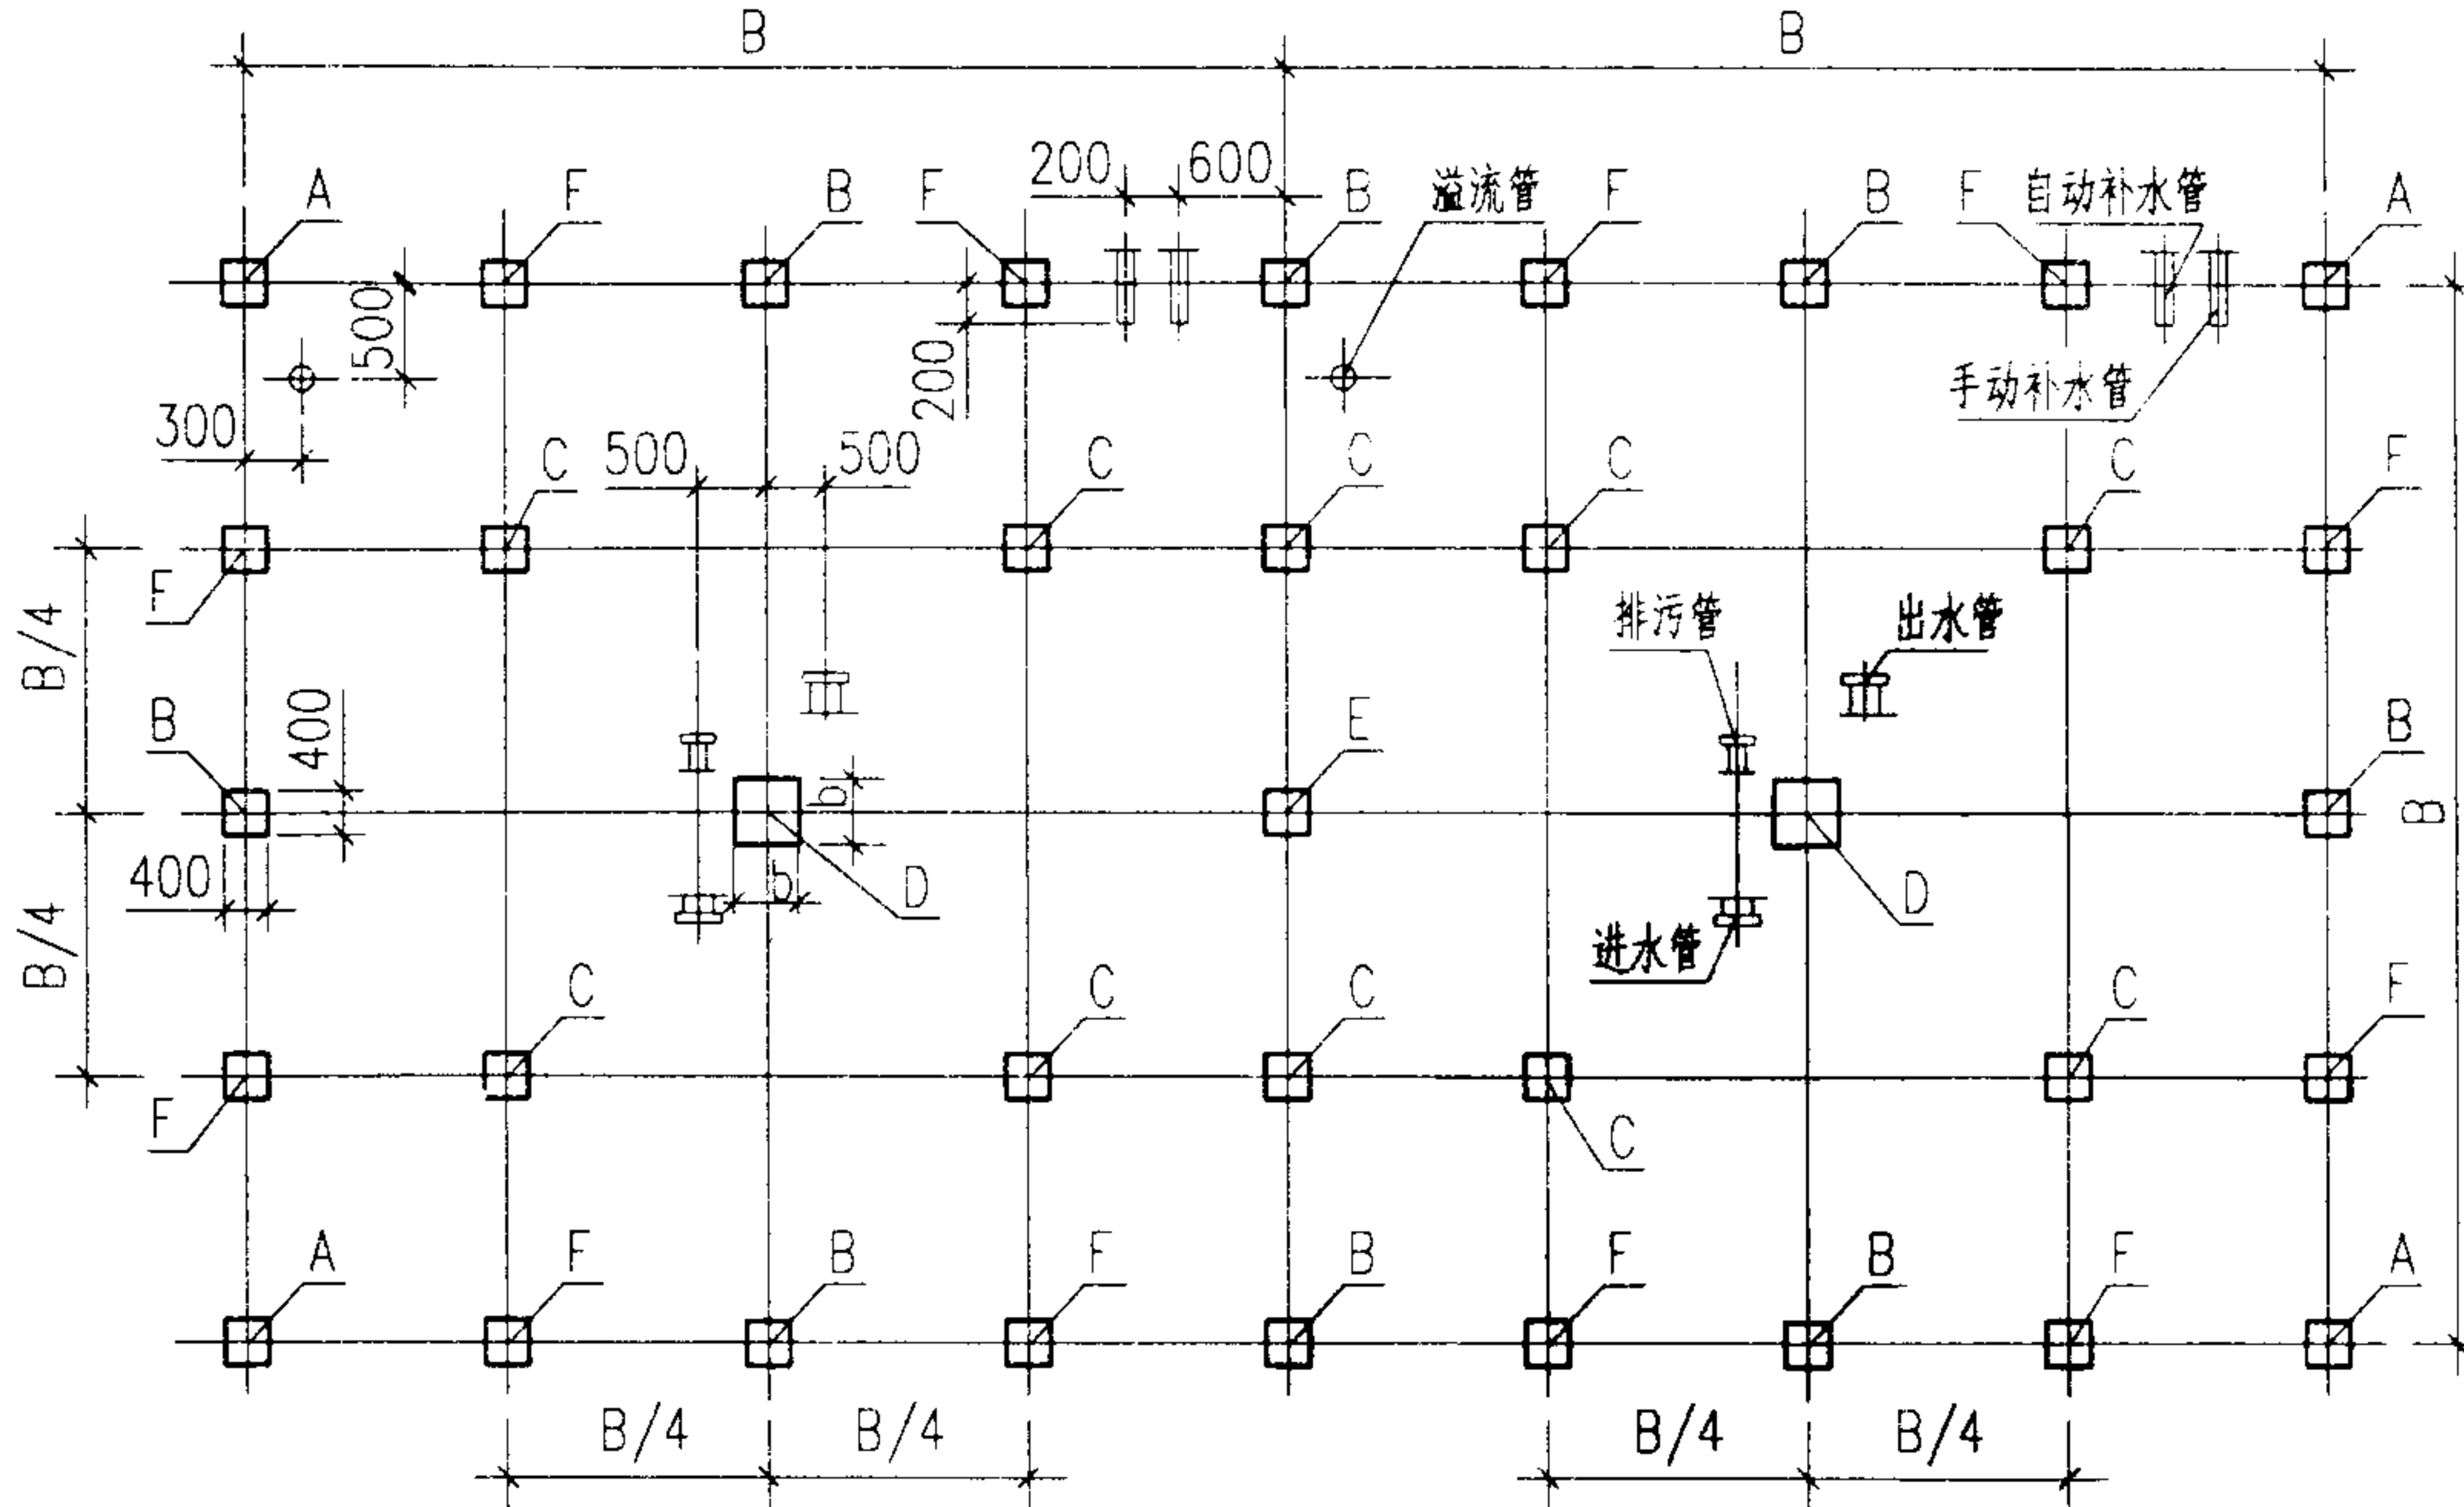 B B
200 600
A F B F B 溢流管 F B F 自动补水管 A
500
200
手动补水管
300
C 500 500 C C C C F
F
排污管 出水管
B/4
B 400 E B
B
b
400 b D D
进水管
B/4
C C C C F
F
C
A F B F B F B F A
B/4 B/4 B/4 B/4